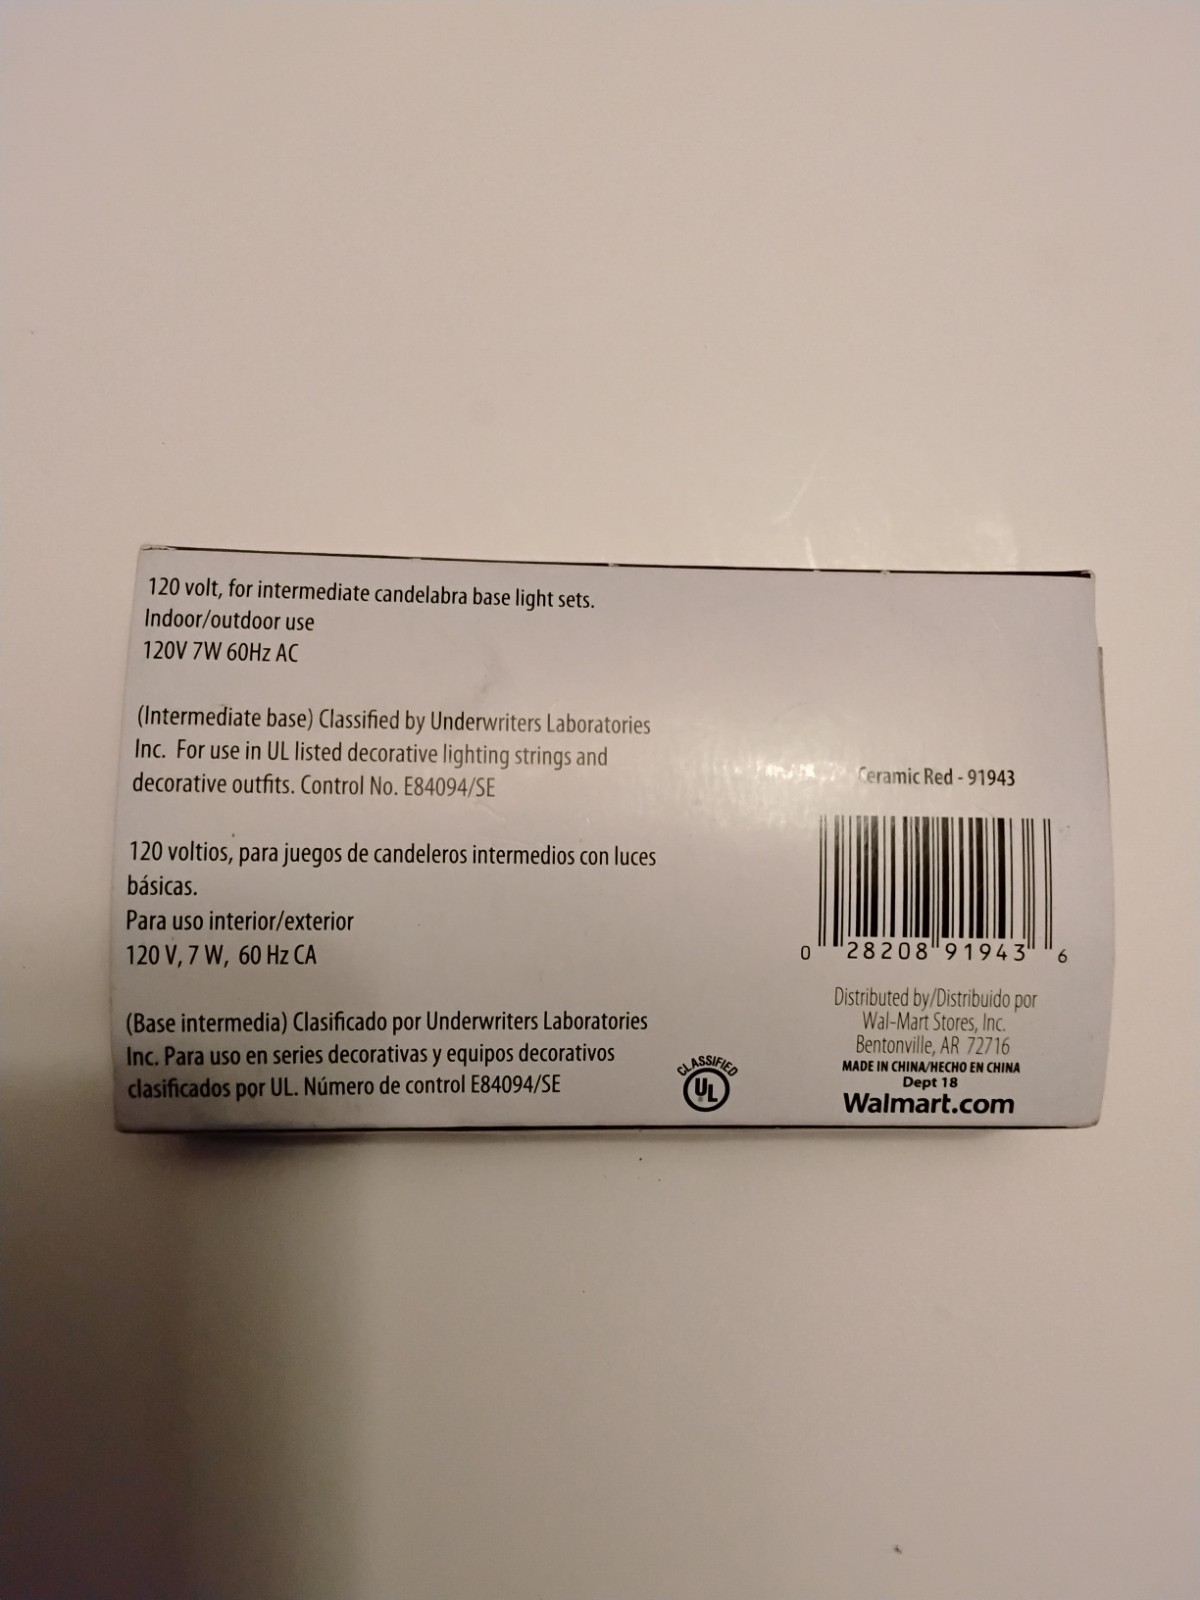 120 volt, for intermediate candelabra base light sets.
Indoor/outdoor use
120V 7W 60Hz AC
(Intermediate base) Classified by Underwriters Laboratories
Inc. For use in UL listed decorative lighting strings and
decorative outfits. Control No. E84094/SE
120 voltios, para juegos de candeleros intermedios con luces
básicas.
Para uso interior/exterior
120 V, 7 W, 60 Hz CA
(Base intermedia) Clasificado por Underwriters Laboratories
Inc. Para uso en series decorativas y equipos decorativos
clasificados por UL. Número de control E84094/SE
CLASSIFIED
UL
Ceramic Red - 91943
0 28208 91943 6
Distributed by/Distribuido por
Wal-Mart Stores, Inc.
Bentonville, AR 72716
MADE IN CHINA/HECHO EN CHINA
Dept 18
Walmart.com